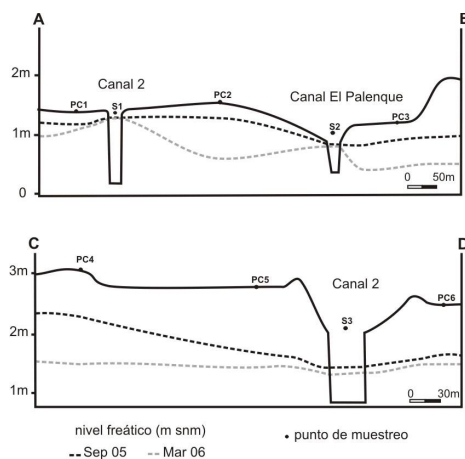 A B
Canal 2
PC2
Canal El Palenque
PC1 S1
S2 PC3
2m
1m
0
0 50m
C D
PC4
PC5
Canal 2
PC6
S3
3m
2m
1m
0 30m
nivel freático (m snm)
• punto de muestreo
Sep 05 Mar 06